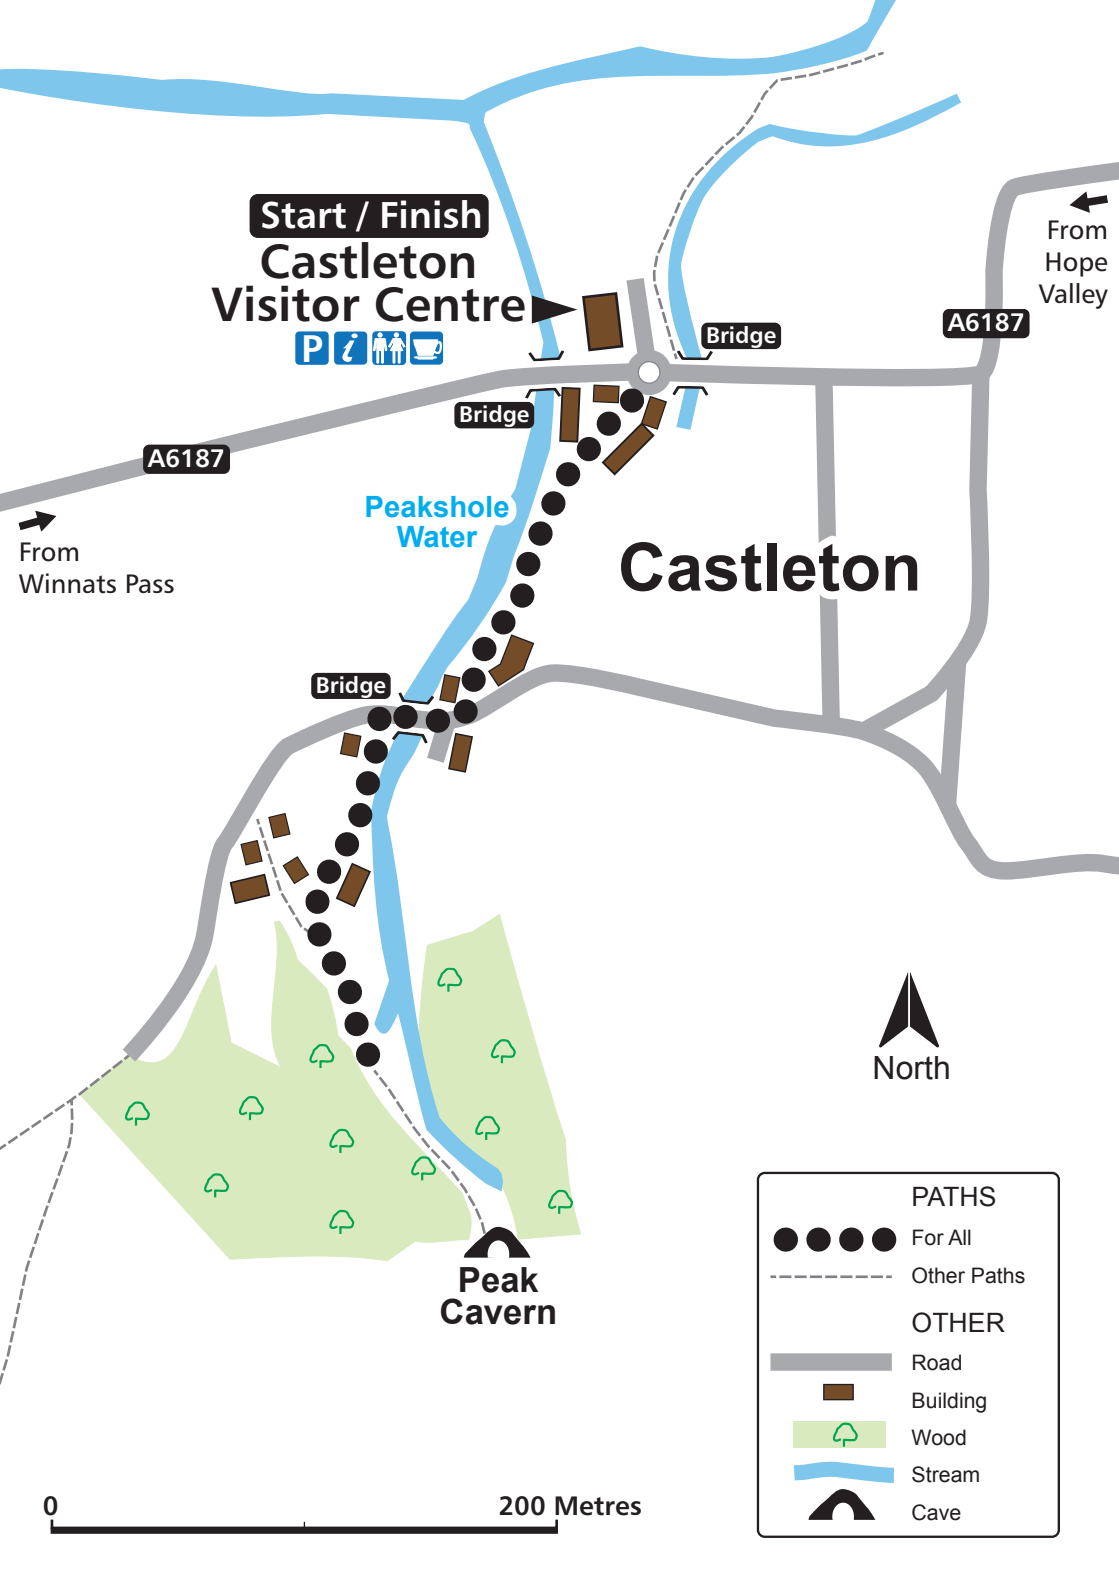 Start / Finish
Castleton
Visitor Centre
P i
From
Hope
Valley
A6187
Bridge
Bridge
A6187
Peakshole
Water
From
Winnats Pass
Castleton
Bridge
North
Peak
Cavern
PATHS
For All
Other Paths
OTHER
Road
Building
Wood
Stream
Cave
0 200 Metres